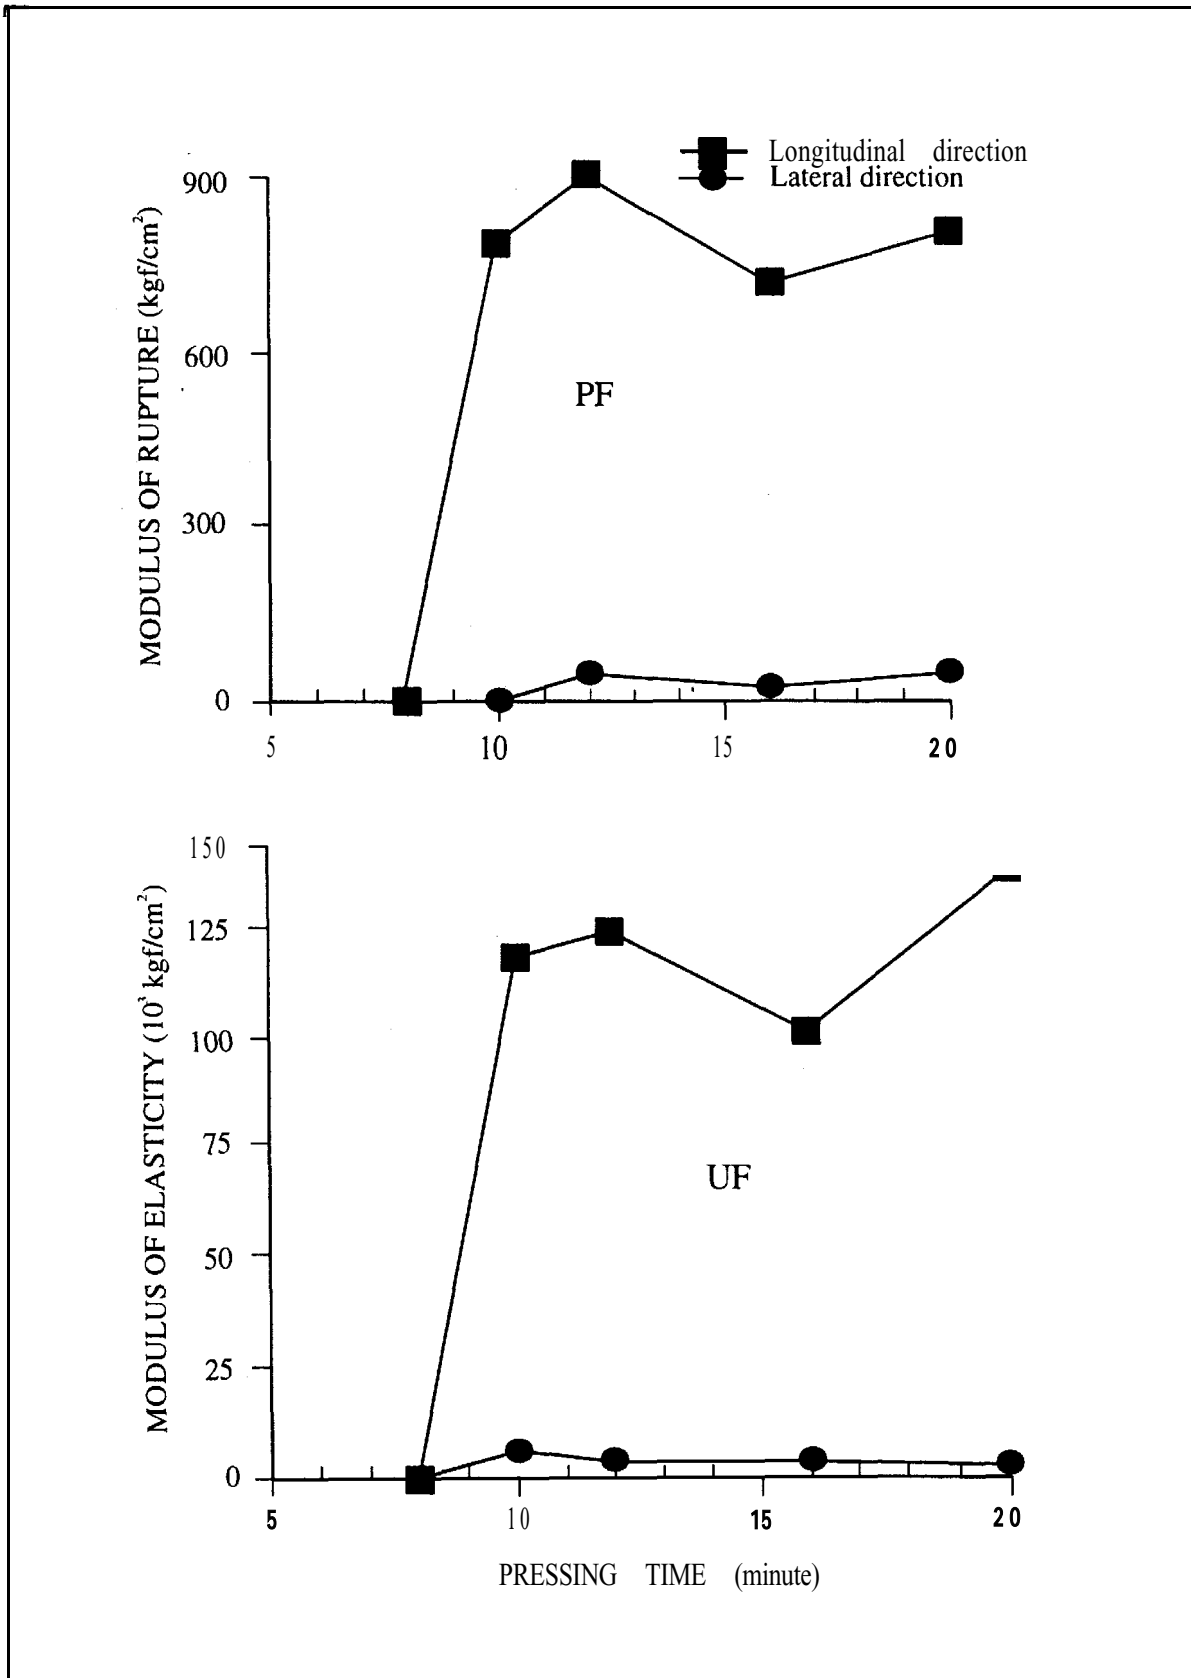 Longitudinal direction
Lateral direction
MODULUS OF RUPTURE (kgf/cm²)
900
600
300
0
PF
5 10 15 20
MODULUS OF ELASTICITY (10³ kgf/cm²)
150
125
100
75
50
25
0
UF
5 10 15 20
PRESSING TIME (minute)